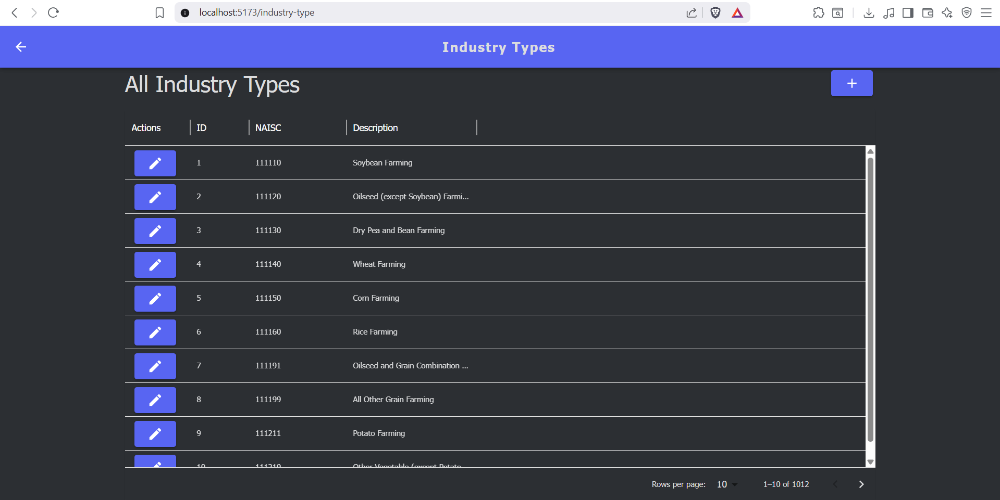 localhost:5173/industry-type
Industry Types
All Industry Types
Actions ID NAISC Description
1 111110 Soybean Farming
2 111120 Oilseed (except Soybean) Farmi...
3 111130 Dry Pea and Bean Farming
4 111140 Wheat Farming
5 111150 Corn Farming
6 111160 Rice Farming
7 111191 Oilseed and Grain Combination ...
8 111199 All Other Grain Farming
9 111211 Potato Farming
10 111219 Other Vegetable (except Potato
Rows per page: 10 1–10 of 1012